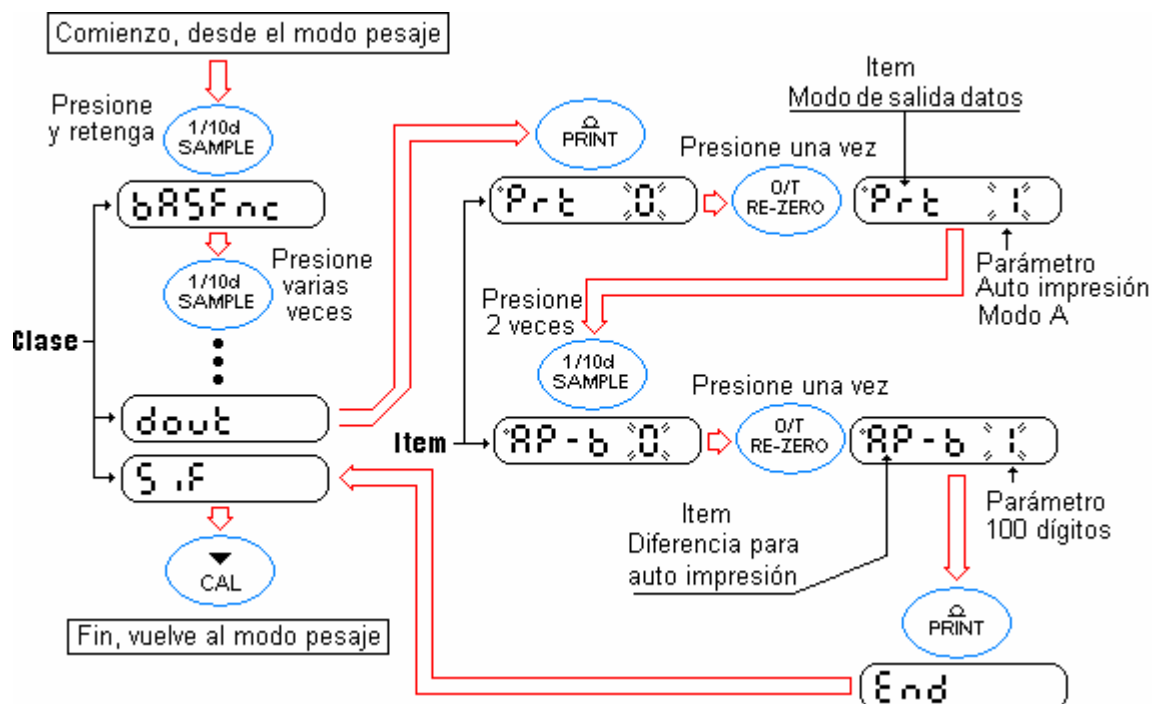 Comienzo, desde el modo pesaje
Presione
y retenga
1/10d
SAMPLE
bASFnc
1/10d
SAMPLE
Presione
varias
veces
Clase
dout
S iF
CAL
Fin, vuelve al modo pesaje
PRINT
Item
Modo de salida datos
Presione una vez
Prt 0
O/T
RE-ZERO
Prt 1
Parámetro
Auto impresión
Modo A
Presione
2 veces
1/10d
SAMPLE
Presione una vez
Item
AP-b 0
O/T
RE-ZERO
AP-b 1
Parámetro
100 dígitos
Item
Diferencia para
auto impresión
PRINT
End